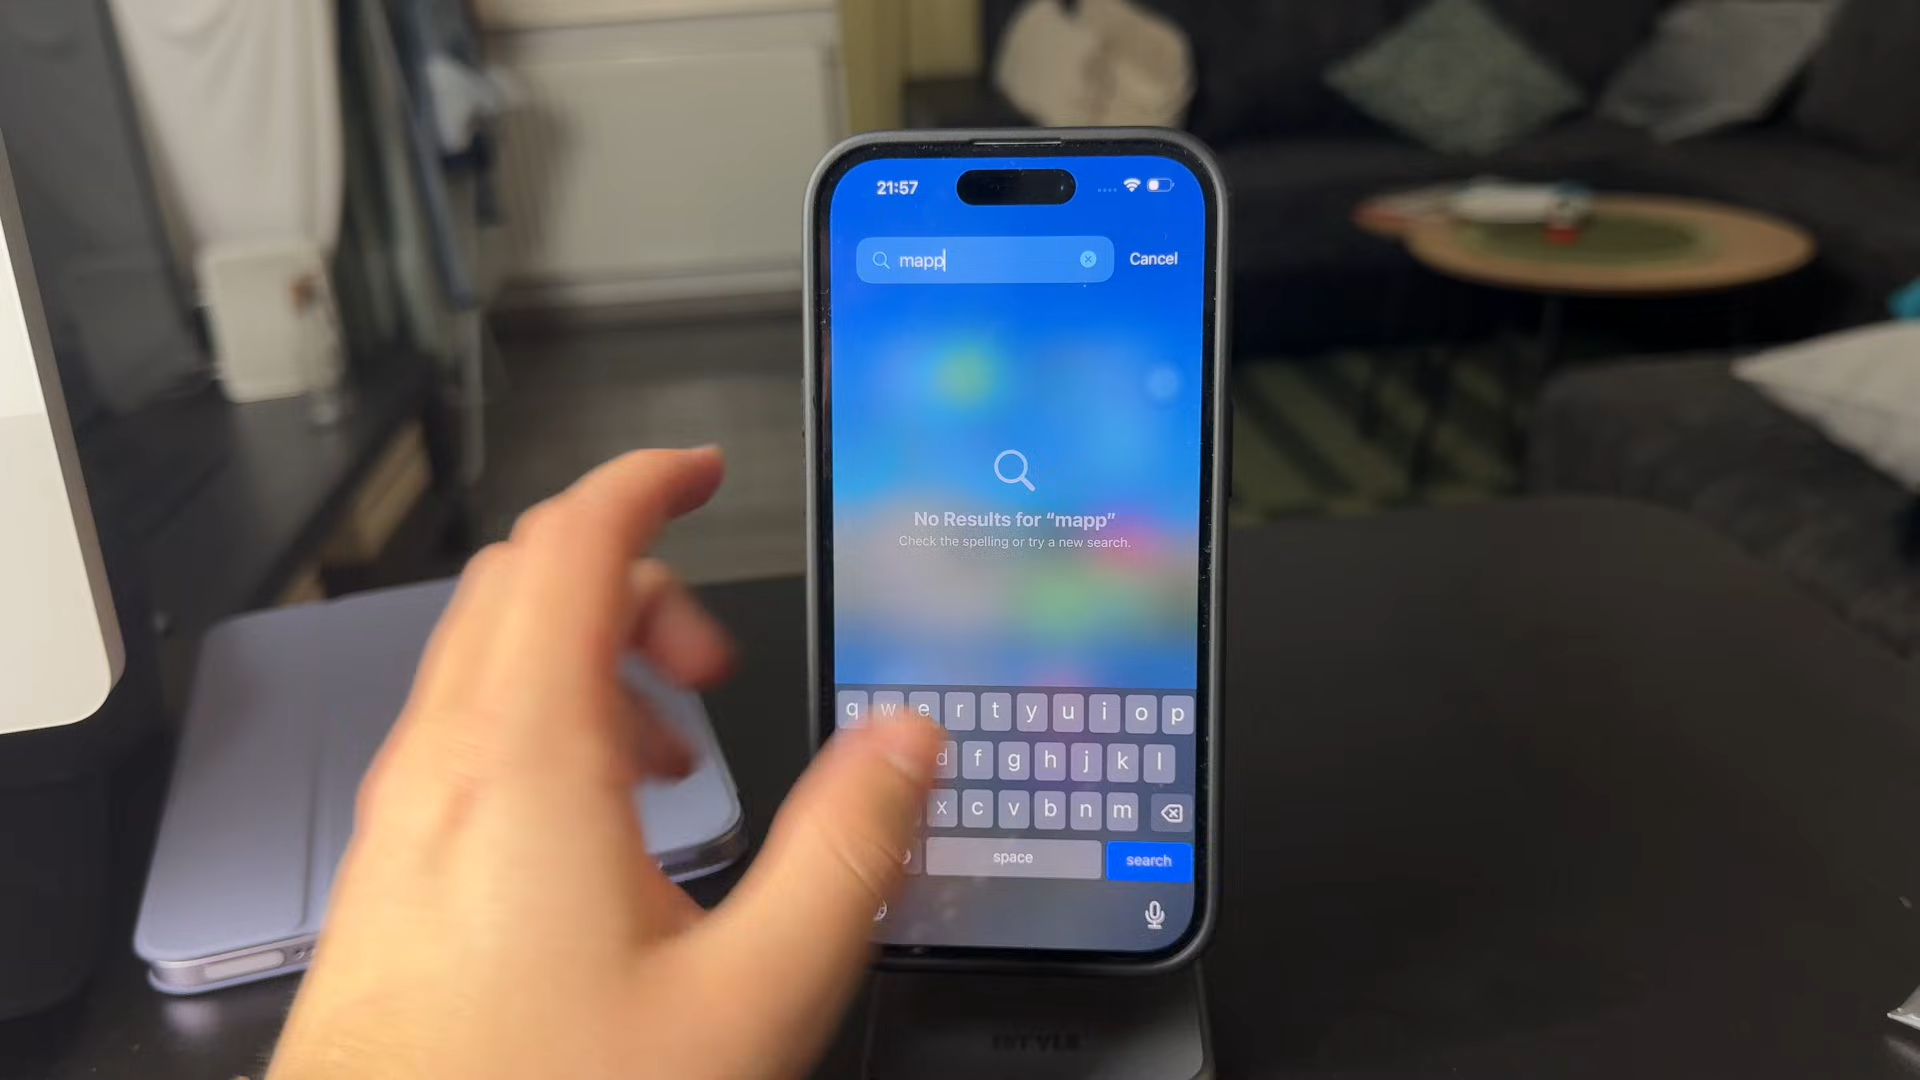 21:57
mapp
Cancel
No Results for “mapp”
Check the spelling or try a new search.
q w e r t y u i o p
d f g h j k l
x c v b n m
space
search